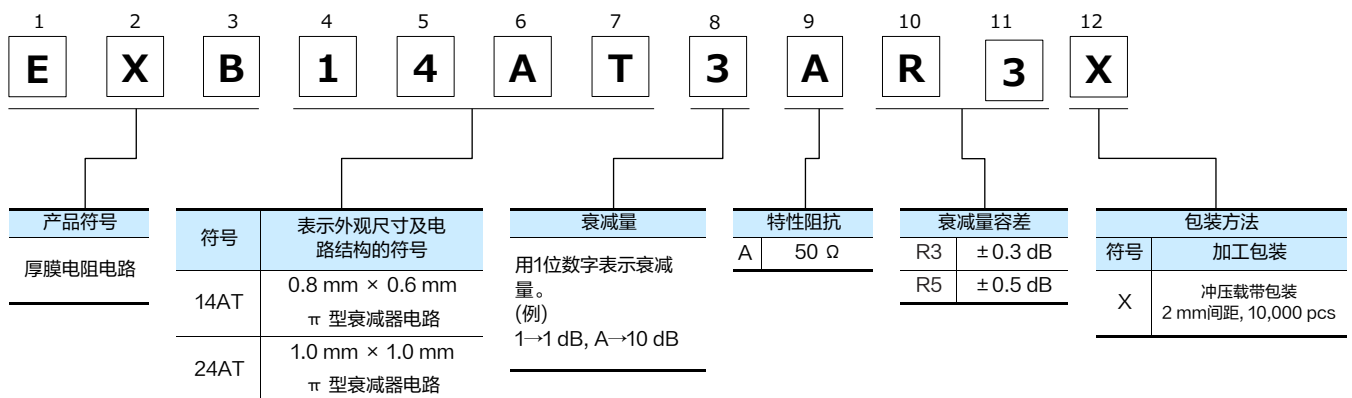 1 2 3 4 5 6 7 8 9 10 11 12
E X B 1 4 A T 3 A R 3 X
产品符号
厚膜电阻电路
符号
表示外观尺寸及电
路结构的符号
14AT
0.8 mm × 0.6 mm
π 型衰减器电路
24AT
1.0 mm × 1.0 mm
π 型衰减器电路
衰减量
用1位数字表示衰减
量。
(例)
1→1 dB, A→10 dB
特性阻抗
A 50 Ω
衰减量容差
R3 ±0.3 dB
R5 ±0.5 dB
包装方法
符号 加工包装
X
冲压载带包装
2 mm间距, 10,000 pcs